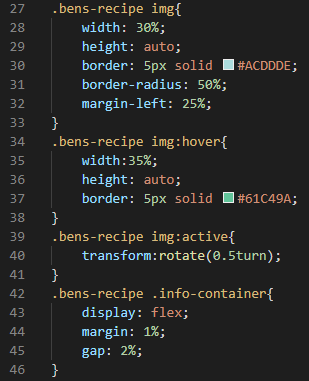 27 .bens-recipe img{
28     width: 30%;
29     height: auto;
30     border: 5px solid #ACDDDE;
31     border-radius: 50%;
32     margin-left: 25%;
33 }
34 .bens-recipe img:hover{
35     width:35%;
36     height: auto;
37     border: 5px solid #61C49A;
38 }
39 .bens-recipe img:active{
40     transform:rotate(0.5turn);
41 }
42 .bens-recipe .info-container{
43     display: flex;
44     margin: 1%;
45     gap: 2%;
46 }